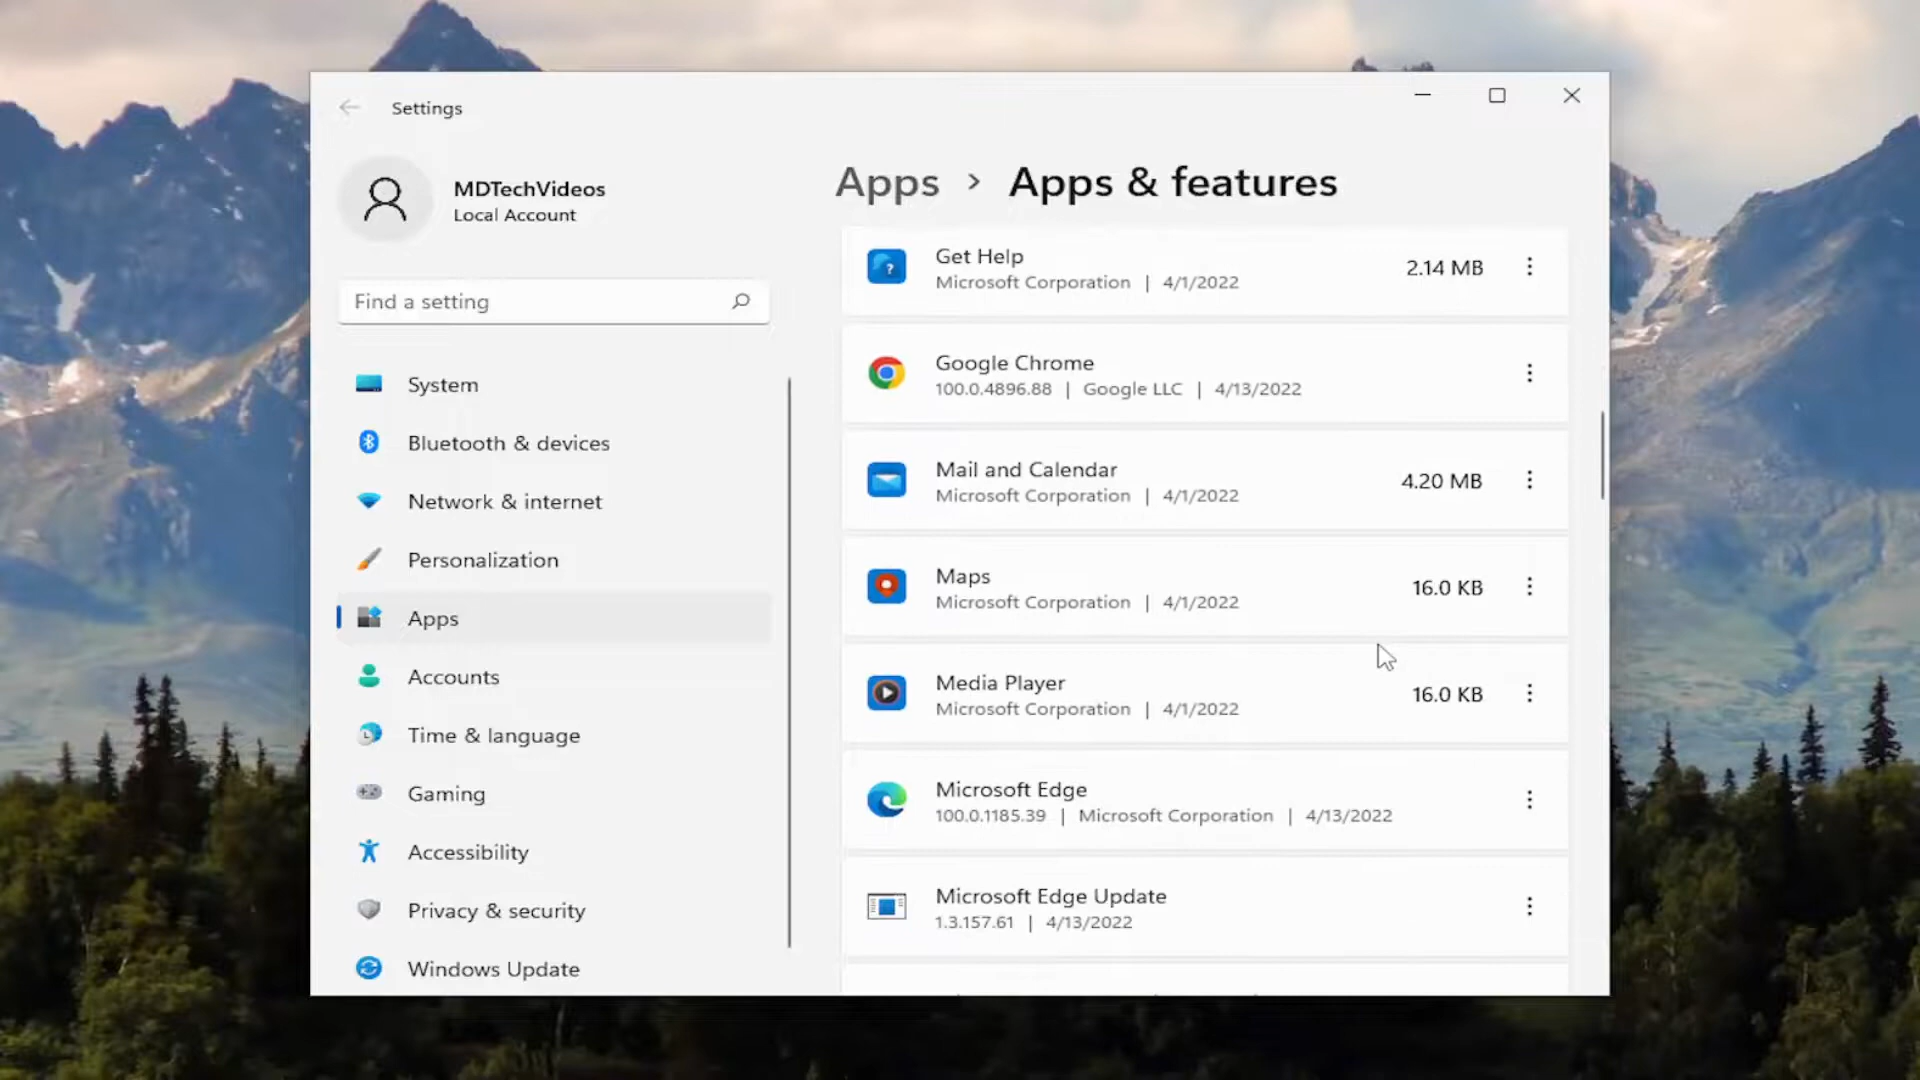 Settings
MDTechVideos
Local Account
Find a setting
System
Bluetooth & devices
Network & internet
Personalization
Apps
Accounts
Time & language
Gaming
Accessibility
Privacy & security
Windows Update
Apps > Apps & features
Get Help
Microsoft Corporation | 4/1/2022
2.14 MB
Google Chrome
100.0.4896.88 | Google LLC | 4/13/2022
Mail and Calendar
Microsoft Corporation | 4/1/2022
4.20 MB
Maps
Microsoft Corporation | 4/1/2022
16.0 KB
Media Player
Microsoft Corporation | 4/1/2022
16.0 KB
Microsoft Edge
100.0.1185.39 | Microsoft Corporation | 4/13/2022
Microsoft Edge Update
1.3.157.61 | 4/13/2022